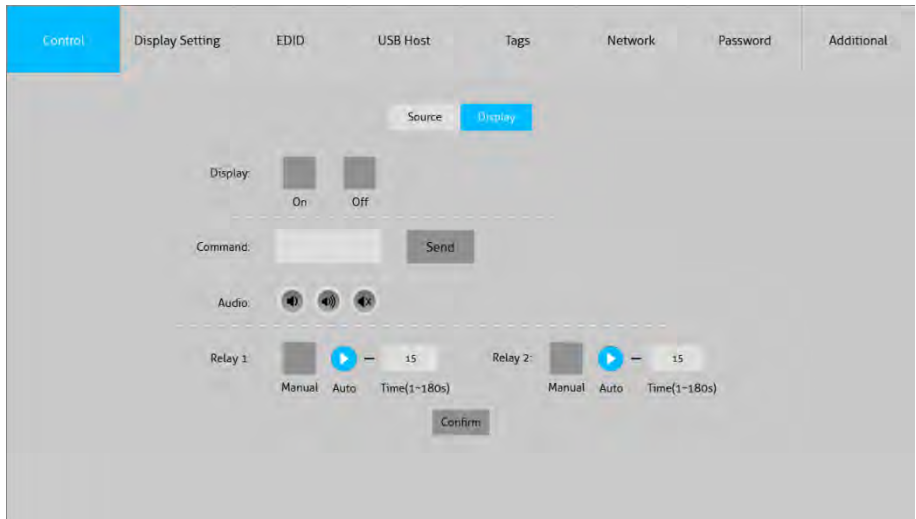 Control Display Setting EDID USB Host Tags Network Password Additional
Source Display
Display:
On Off
Command: Send
Audio:
Relay 1: 15 Relay 2: 15
Manual Auto Time(1~180s) Manual Auto Time(1~180s)
Confirm